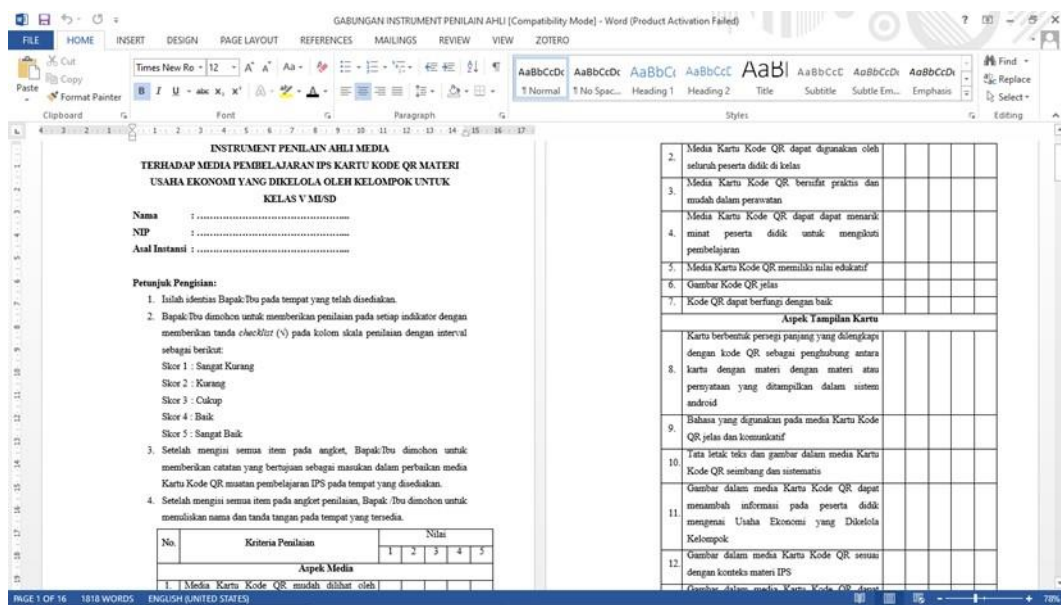 GABUNGAN INSTRUMENT PENILAIN AHLI [Compatibility Mode] - Word (Product Activation Failed)
FILE HOME INSERT DESIGN PAGE LAYOUT REFERENCES MAILINGS REVIEW VIEW ZOTERO
Cut
Copy
Paste
Format Painter
Times New Ro 12
AaBbCcDc AaBbCcDc AaBbCc AaBbCcC AaBl AaBbCcC AaBbCcDc AaBbCcDc
¶ Normal ¶ No Spac... Heading 1 Heading 2 Title Subtitle Subtle Em... Emphasis
Find
Replace
Select
Clipboard Font Paragraph Styles Editing
INSTRUMENT PENILAIN AHLI MEDIA
TERHADAP MEDIA PEMBELAJARAN IPS KARTU KODE QR MATERI
USAHA EKONOMI YANG DIKELOLA OLEH KELOMPOK UNTUK
KELAS V MI/SD
Nama : ................................................
NIP : ................................................
Asal Instansi : ................................................
Petunjuk Pengisian:
1. Isilah identias Bapak/Ibu pada tempat yang telah disediakan.
2. Bapak/Ibu dimohon untuk memberikan penilaian pada setiap indikator dengan
memberikan tanda checklist (√) pada kolom skala penilaian dengan interval
sebagai berikut:
Skor 1 : Sangat Kurang
Skor 2 : Kurang
Skor 3 : Cukup
Skor 4 : Baik
Skor 5 : Sangat Baik
3. Setelah mengisi semua item pada angket, Bapak/Ibu dimohon untuk
memberikan catatan yang bertujuan sebagai masukan dalam perbaikan media
Kartu Kode QR muatan pembelajaran IPS pada tempat yang disediakan.
4. Setelah mengisi semua item pada angket penilaian, Bapak /Ibu dimohon untuk
menuliskan nama dan tanda tangan pada tempat yang tersedia.
No. Kriteria Penilaian Nilai
1 2 3 4 5
Aspek Media
1. Media Kartu Kode QR mudah dilihat oleh
2. Media Kartu Kode QR dapat digunakan oleh
seluruh peserta didik di kelas
3. Media Kartu Kode QR bersifat praktis dan
mudah dalam perawatan
4. Media Kartu Kode QR dapat dapat menarik
minat peserta didik untuk mengikuti
pembelajaran
5. Media Kartu Kode QR memiliki nilai edukatif
6. Gambar Kode QR jelas
7. Kode QR dapat berfungi dengan baik
Aspek Tampilan Kartu
8. Kartu berbentuk persegi panjang yang dilengkapi
dengan kode QR sebagai penghubung antara
kartu dengan materi dengan materi atau
pernyataan yang ditampilkan dalam sistem
android
9. Bahasa yang digunakan pada media Kartu Kode
QR jelas dan komunkatif
10. Tata letak teks dan gambar dalam media Kartu
Kode QR seimbang dan sistematis
11. Gambar dalam media Kartu Kode QR dapat
menambah informasi pada peserta didik
mengenai Usaha Ekonomi yang Dikelola
Kelompok
12. Gambar dalam media Kartu Kode QR sesuai
dengan konteks materi IPS
Gambar dalam media Kartu Kode QR dapat
PAGE 1 OF 16 1818 WORDS ENGLISH (UNITED STATES) 78%